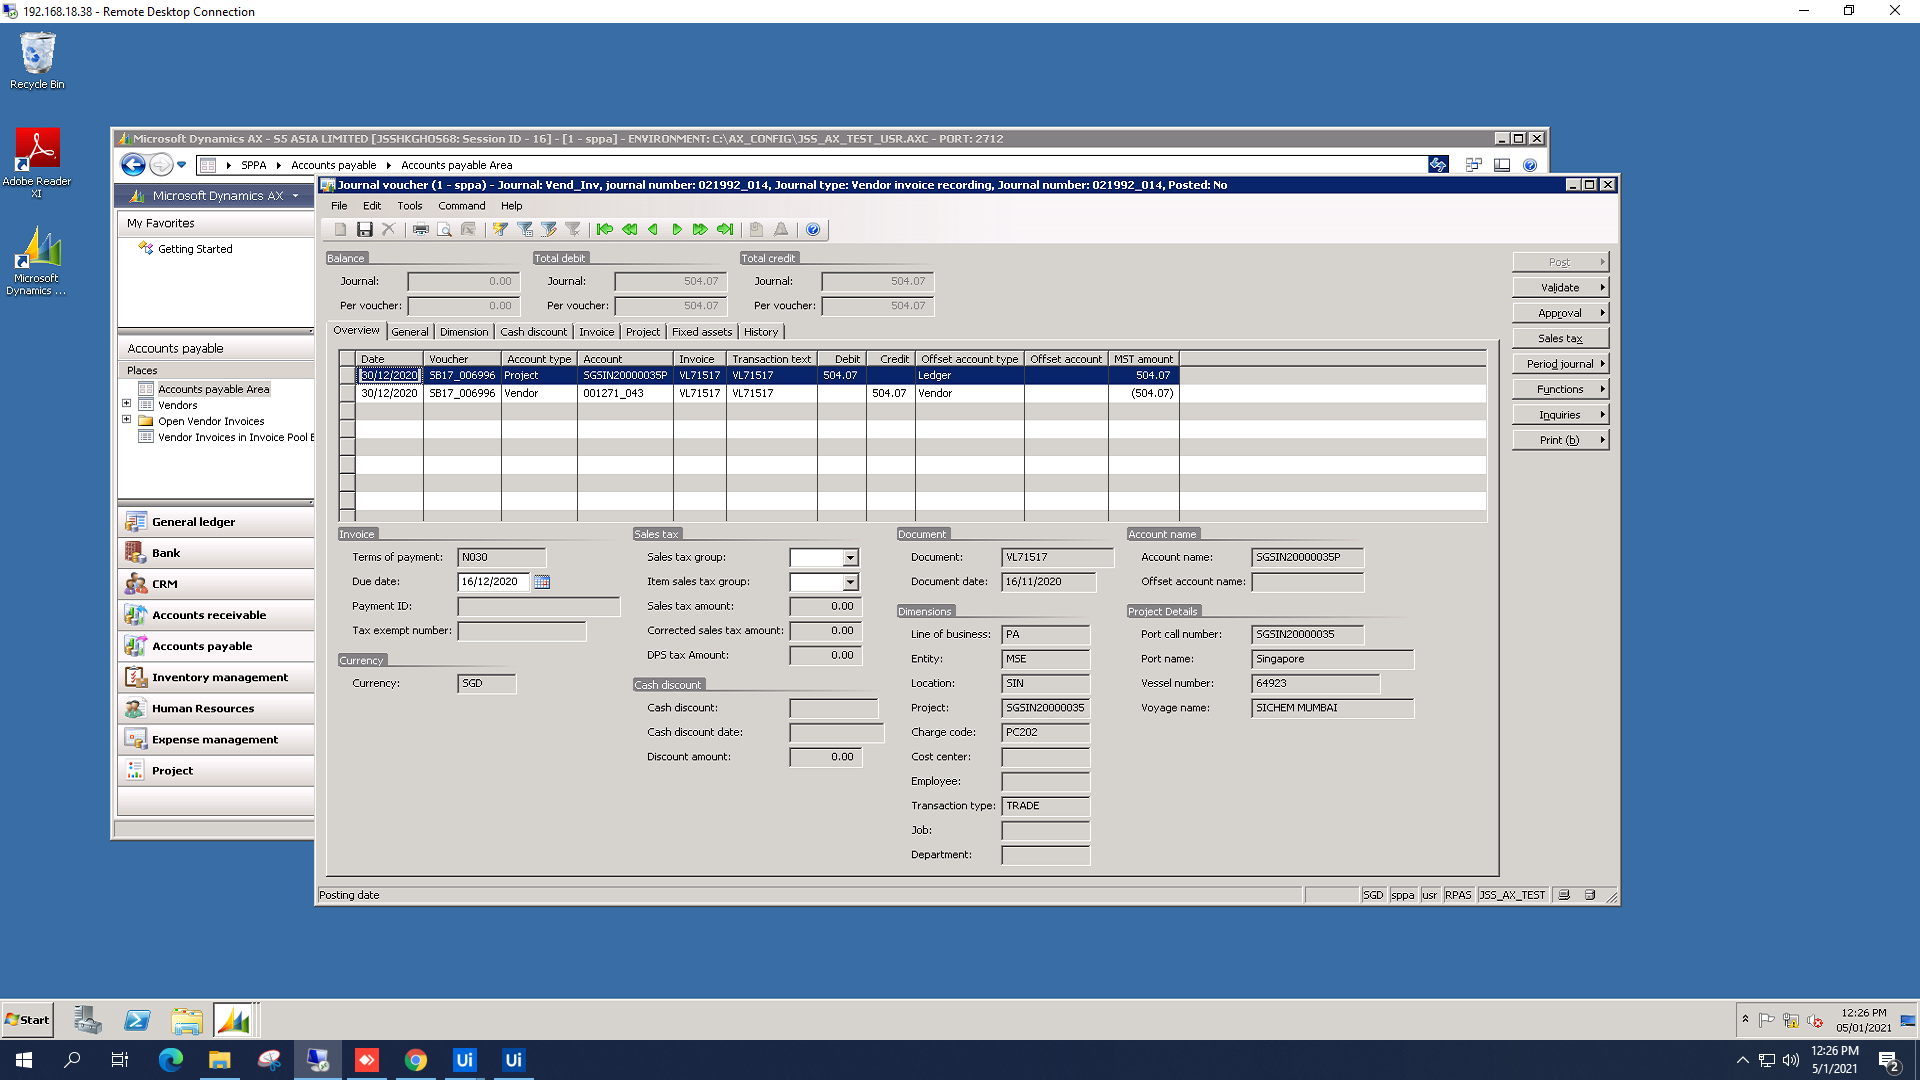 192.168.18.38 - Remote Desktop Connection
Recycle Bin
Adobe Reader XI
Microsoft Dynamics ...
Microsoft Dynamics AX - S5 ASIA LIMITED [JSSHKGHOS68: Session ID - 16] - [1 - sppa] - ENVIRONMENT: C:\AX_CONFIG\JSS_AX_TEST_USR.AXC - PORT: 2712
SPPA Accounts payable Accounts payable Area
Microsoft Dynamics AX
My Favorites
Getting Started
Accounts payable
Places
Accounts payable Area
Vendors
Open Vendor Invoices
Vendor Invoices in Invoice Pool E
General ledger
Bank
CRM
Accounts receivable
Accounts payable
Inventory management
Human Resources
Expense management
Project
Journal voucher (1 - sppa) - Journal: Vend_Inv, journal number: 021992_014, Journal type: Vendor invoice recording, Journal number: 021992_014, Posted: No
File Edit Tools Command Help
Balance Total debit Total credit
Journal: 0.00 Journal: 504.07 Journal: 504.07
Per voucher: 0.00 Per voucher: 504.07 Per voucher: 504.07
Overview General Dimension Cash discount Invoice Project Fixed assets History
Date Voucher Account type Account Invoice Transaction text Debit Credit Offset account type Offset account MST amount
30/12/2020 SB17_006996 Project SGSIN20000035P VL71517 VL71517 504.07 Ledger 504.07
30/12/2020 SB17_006996 Vendor 001271_043 VL71517 VL71517 504.07 Vendor (504.07)
Post
Validate
Approval
Sales tax
Period journal
Functions
Inquiries
Print (b)
Invoice
Terms of payment: N030
Due date: 16/12/2020
Payment ID:
Tax exempt number:
Currency
Currency: SGD
Sales tax
Sales tax group:
Item sales tax group:
Sales tax amount: 0.00
Corrected sales tax amount: 0.00
DPS tax Amount: 0.00
Cash discount
Cash discount:
Cash discount date:
Discount amount: 0.00
Document
Document: VL71517
Document date: 16/11/2020
Dimensions
Line of business: PA
Entity: MSE
Location: SIN
Project: SGSIN20000035
Charge code: PC202
Cost center:
Employee:
Transaction type: TRADE
Job:
Department:
Account name
Account name: SGSIN20000035P
Offset account name:
Project Details
Port call number: SGSIN20000035
Port name: Singapore
Vessel number: 64923
Voyage name: SICHEM MUMBAI
Posting date SGD sppa usr RPAS JSS_AX_TEST
Start
12:26 PM
05/01/2021
Ui Ui
12:26 PM
5/1/2021
2